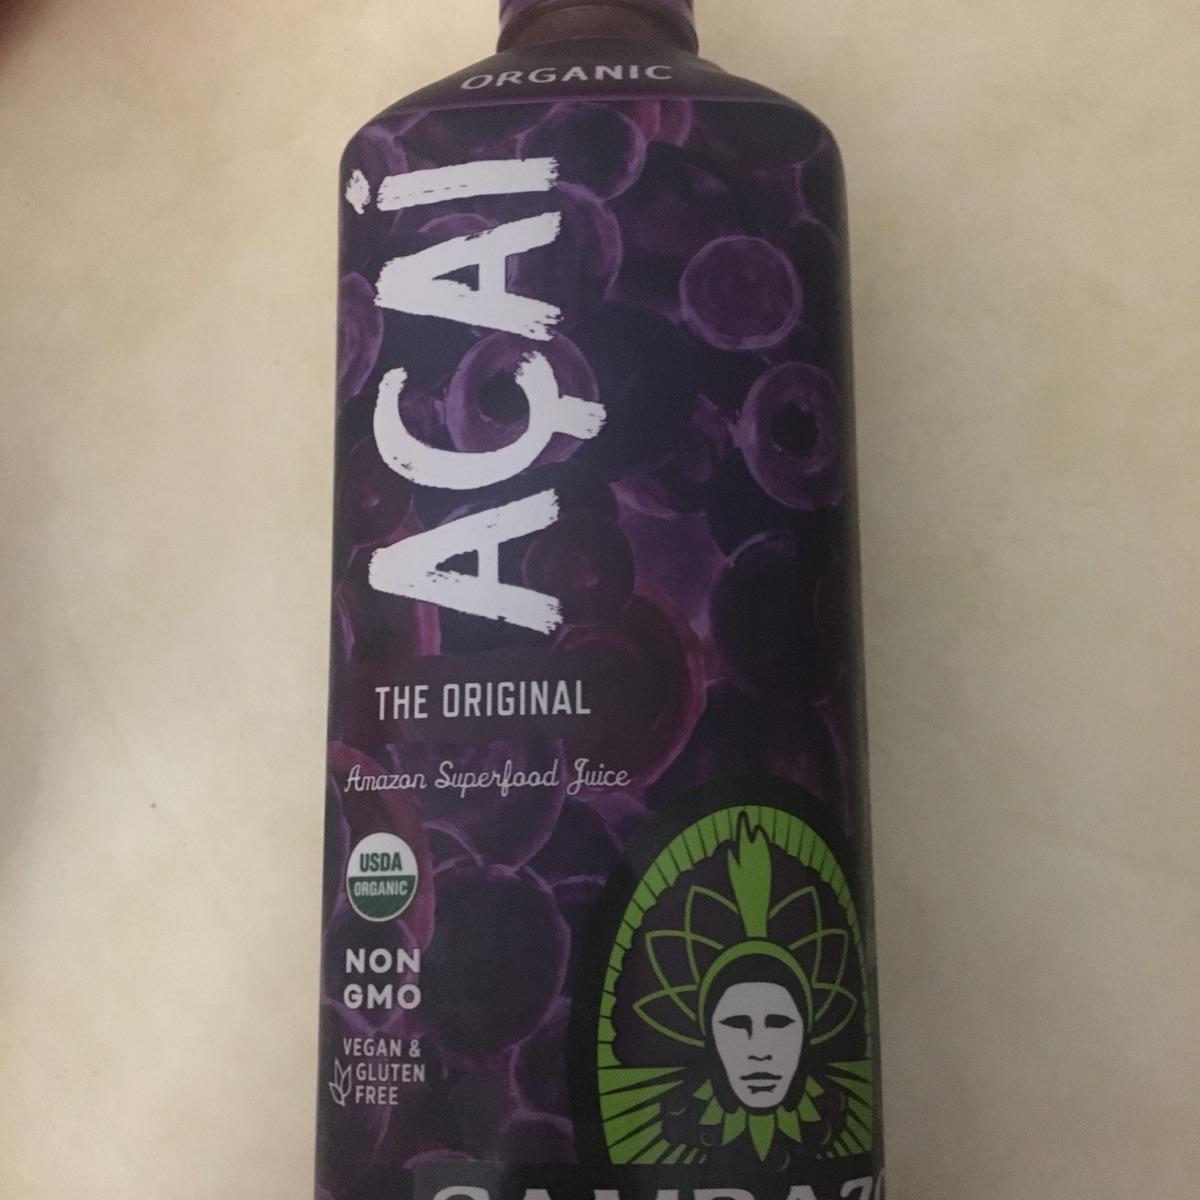 ORGANIC
AÇAÍ
THE ORIGINAL
Amazon Superfood Juice
USDA
ORGANIC
NON
GMO
VEGAN &
GLUTEN
FREE